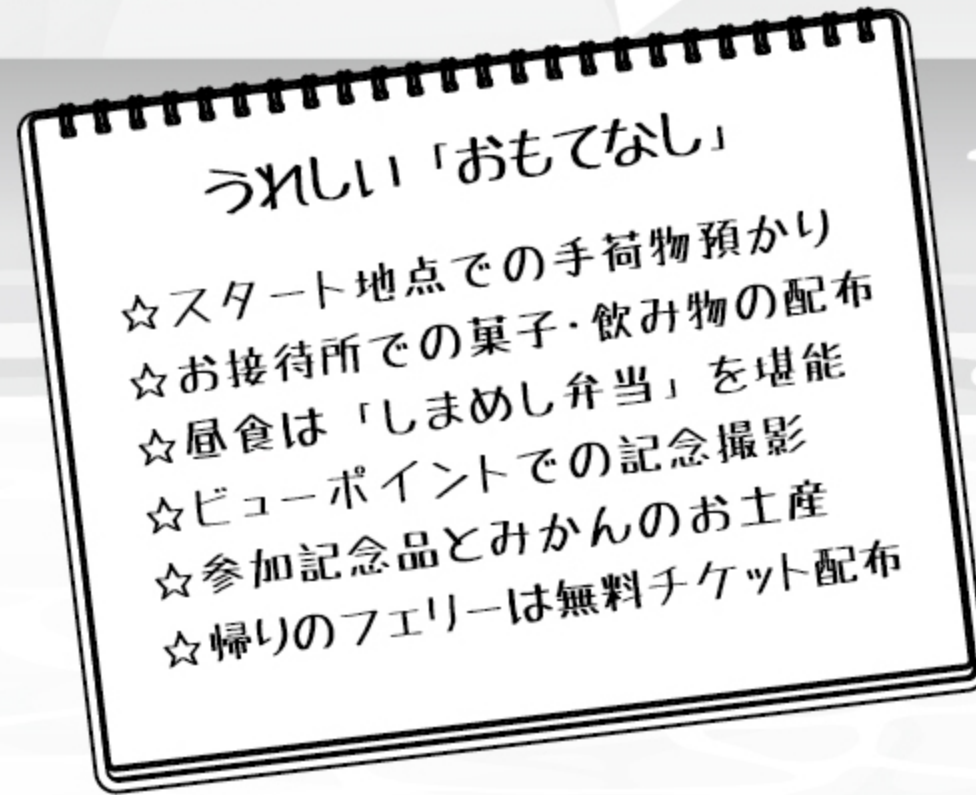 うれしい「おもてなし」
☆スタート地点での手荷物預かり
☆お接待所での菓子・飲み物の配布
☆昼食は「しまめし弁当」を堪能
☆ビューポイントでの記念撮影
☆参加記念品とみかんのお土産
☆帰りのフェリーは無料チケット配布